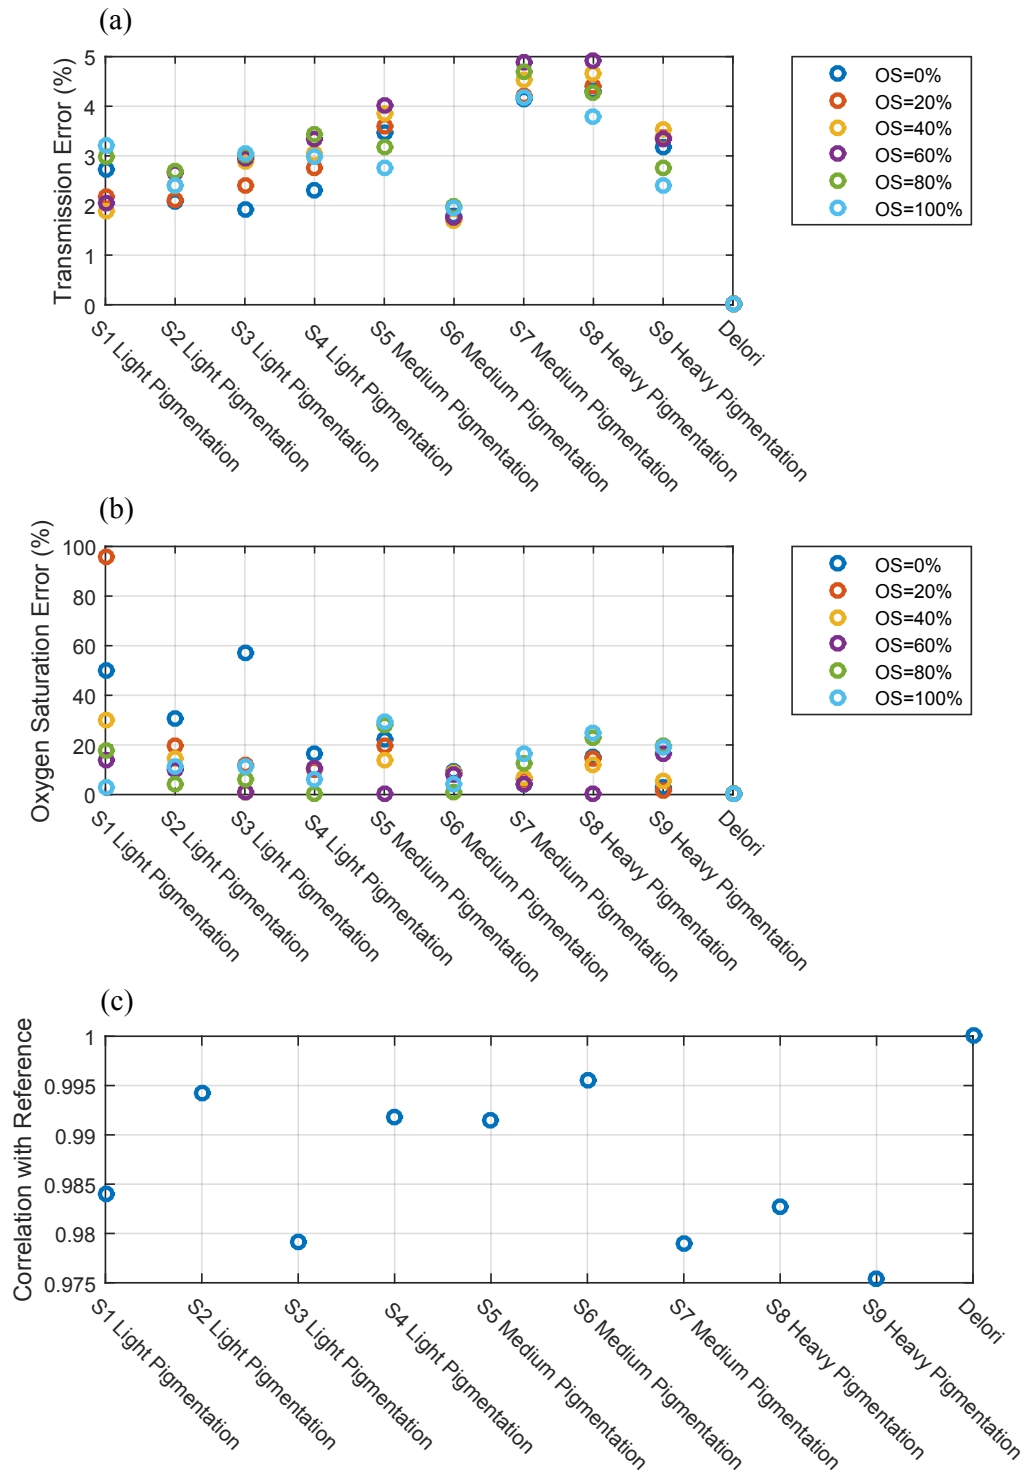 (a)
Transmission Error (%)
5
4
3
2
1
0
S1 Light Pigmentation
S2 Light Pigmentation
S3 Light Pigmentation
S4 Light Pigmentation
S5 Medium Pigmentation
S6 Medium Pigmentation
S7 Medium Pigmentation
S8 Heavy Pigmentation
S9 Heavy Pigmentation
Delori
OS=0%
OS=20%
OS=40%
OS=60%
OS=80%
OS=100%
(b)
Oxygen Saturation Error (%)
100
80
60
40
20
0
S1 Light Pigmentation
S2 Light Pigmentation
S3 Light Pigmentation
S4 Light Pigmentation
S5 Medium Pigmentation
S6 Medium Pigmentation
S7 Medium Pigmentation
S8 Heavy Pigmentation
S9 Heavy Pigmentation
Delori
OS=0%
OS=20%
OS=40%
OS=60%
OS=80%
OS=100%
(c)
Correlation with Reference
1
0.995
0.99
0.985
0.98
0.975
S1 Light Pigmentation
S2 Light Pigmentation
S3 Light Pigmentation
S4 Light Pigmentation
S5 Medium Pigmentation
S6 Medium Pigmentation
S7 Medium Pigmentation
S8 Heavy Pigmentation
S9 Heavy Pigmentation
Delori